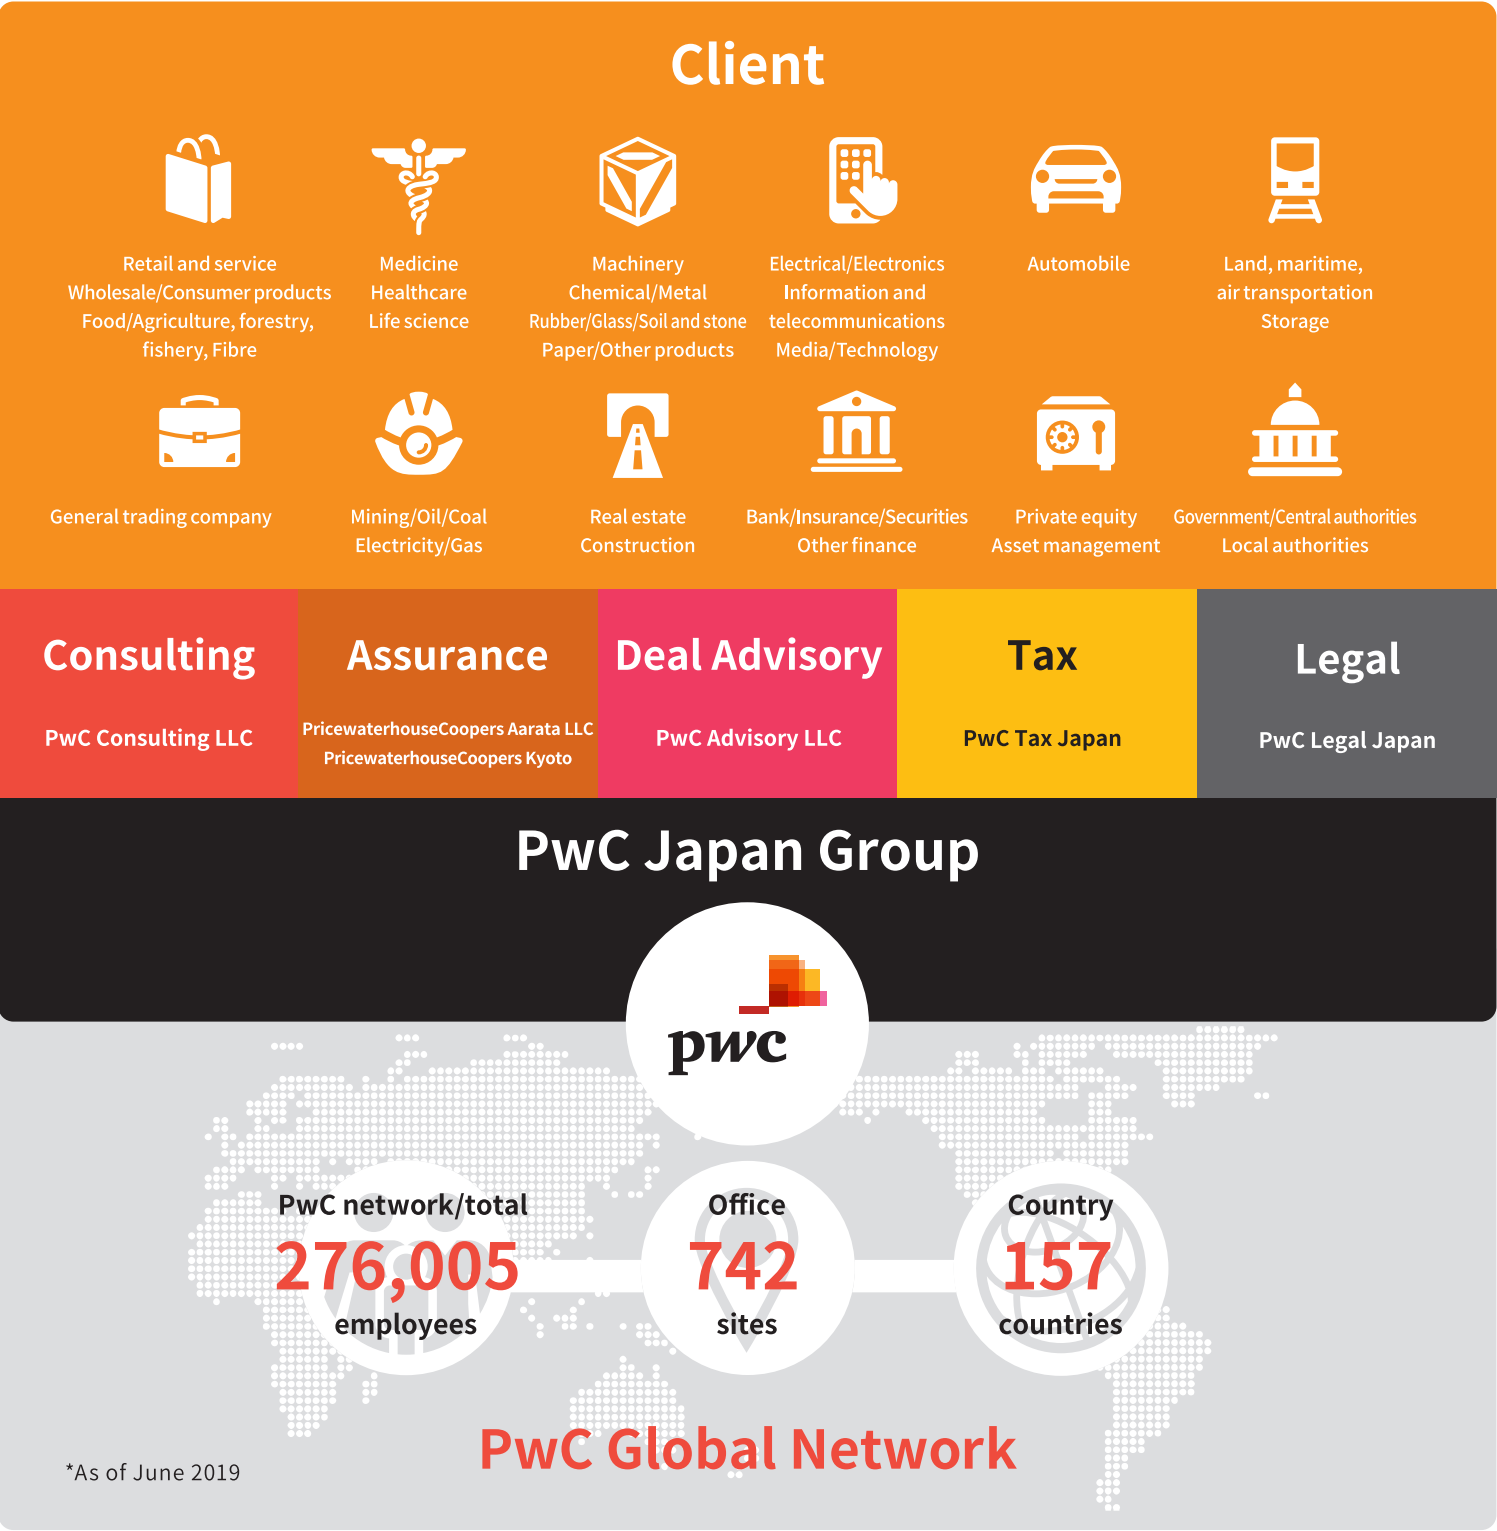 Client
Retail and service
Wholesale/Consumer products
Food/Agriculture, forestry,
fishery, Fibre
Medicine
Healthcare
Life science
Machinery
Chemical/Metal
Rubber/Glass/Soil and stone
Paper/Other products
Electrical/Electronics
Information and
telecommunications
Media/Technology
Automobile
Land, maritime,
air transportation
Storage
General trading company
Mining/Oil/Coal
Electricity/Gas
Real estate
Construction
Bank/Insurance/Securities
Other finance
Private equity
Asset management
Government/Central authorities
Local authorities
Consulting
PwC Consulting LLC
Assurance
PricewaterhouseCoopers Aarata LLC
PricewaterhouseCoopers Kyoto
Deal Advisory
PwC Advisory LLC
Tax
PwC Tax Japan
Legal
PwC Legal Japan
PwC Japan Group
pwc
PwC network/total
276,005
employees
Office
742
sites
Country
157
countries
PwC Global Network
*As of June 2019